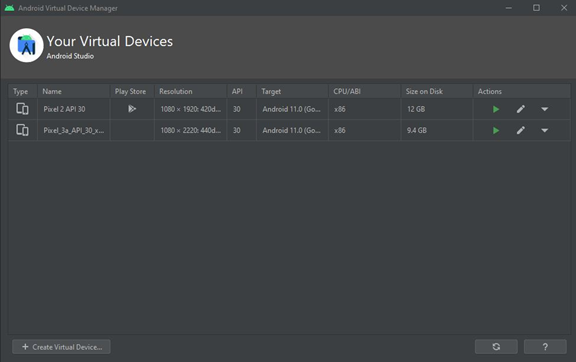 Android Virtual Device Manager
Your Virtual Devices
Android Studio
Type Name Play Store Resolution API Target CPU/ABI Size on Disk Actions
Pixel 2 API 30 1080 × 1920: 420d... 30 Android 11.0 (Go... x86 12 GB
Pixel_3a_API_30_x... 1080 × 2220: 440d... 30 Android 11.0 (Go... x86 9.4 GB
+ Create Virtual Device...
?